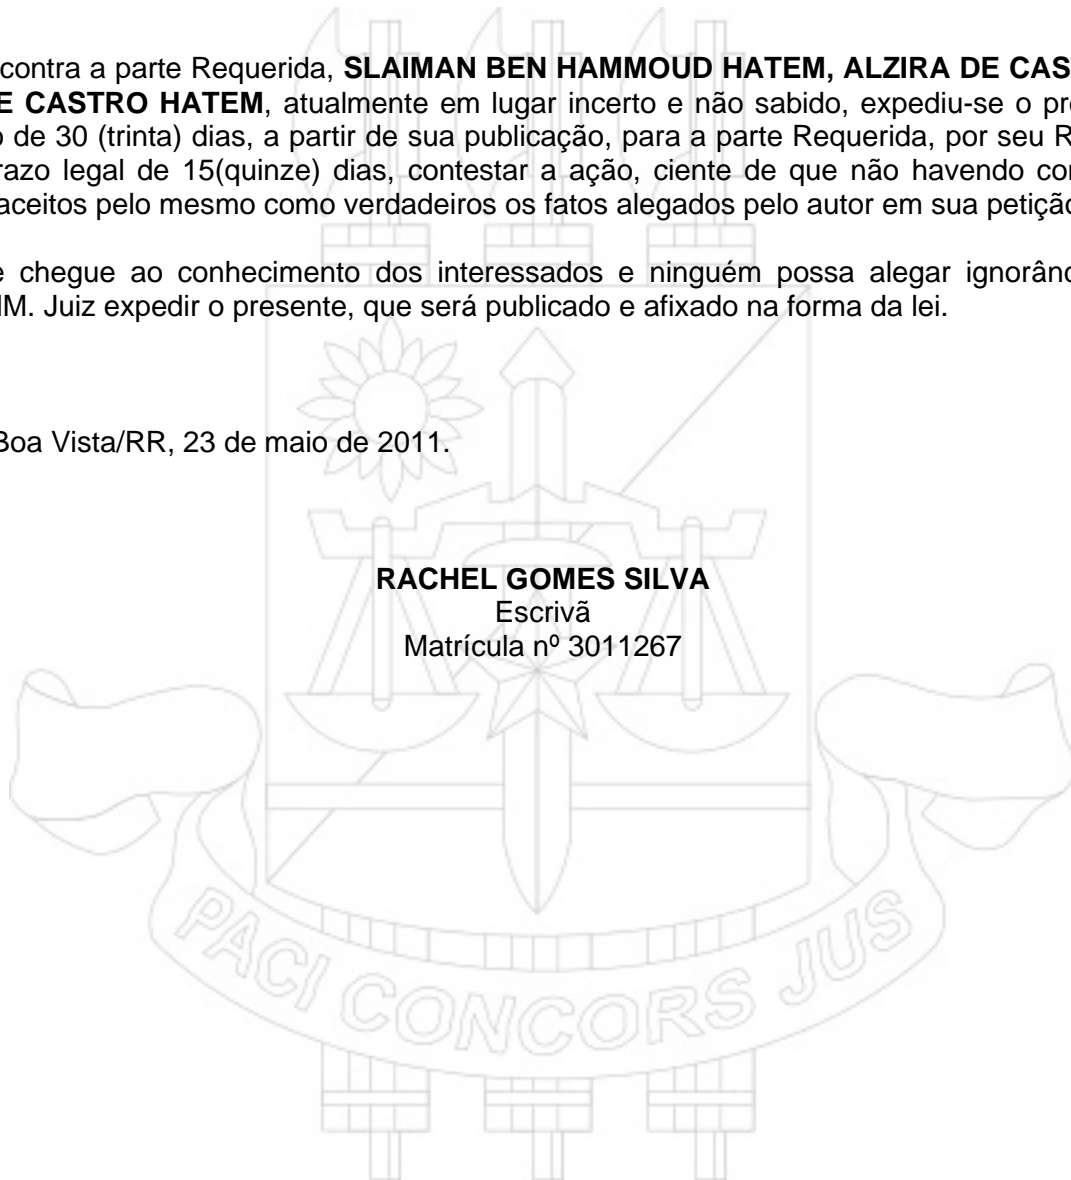 contra a parte Requerida, SLAIMAN BEN HAMMOUD HATEM, ALZIRA DE CAS
E CASTRO HATEM, atualmente em lugar incerto e não sabido, expediu-se o pr
o de 30 (trinta) dias, a partir de sua publicação, para a parte Requerida, por seu R
razo legal de 15(quinze) dias, contestar a ação, ciente de que não havendo co
aceitos pelo mesmo como verdadeiros os fatos alegados pelo autor em sua petição
e chegue ao conhecimento dos interessados e ninguém possa alegar ignorânc
M. Juiz expedir o presente, que será publicado e afixado na forma da lei.
Boa Vista/RR, 23 de maio de 2011.
RACHEL GOMES SILVA
Escrivã
Matrícula nº 3011267
PACI CONCORS JUS